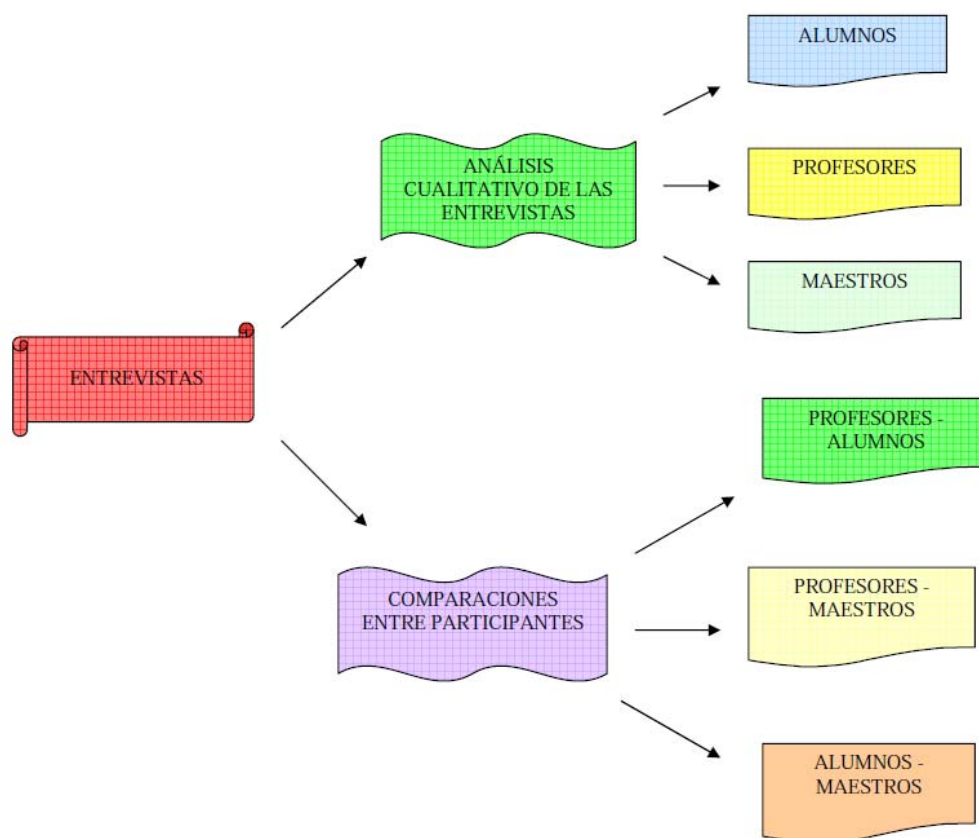 ALUMNOS
ANÁLISIS
CUALITATIVO DE LAS
ENTREVISTAS
PROFESORES
MAESTROS
ENTREVISTAS
PROFESORES -
ALUMNOS
COMPARACIONES
ENTRE PARTICIPANTES
PROFESORES -
MAESTROS
ALUMNOS -
MAESTROS